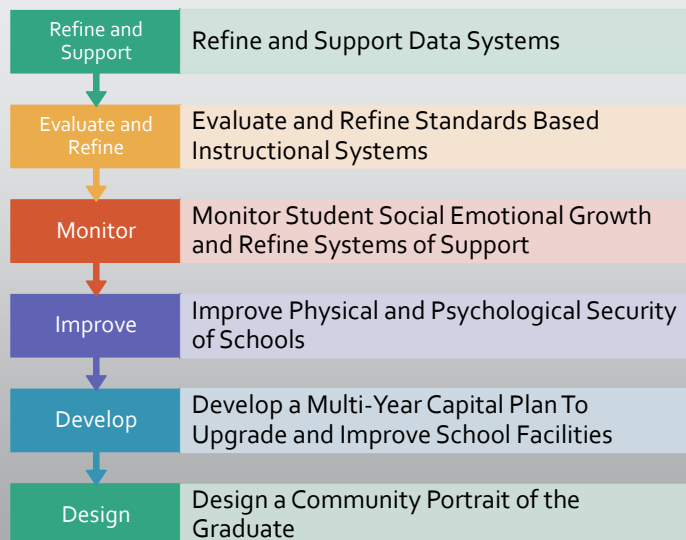 Refine and
Support
Refine and Support Data Systems
Evaluate and
Refine
Evaluate and Refine Standards Based
Instructional Systems
Monitor
Monitor Student Social Emotional Growth
and Refine Systems of Support
Improve
Improve Physical and Psychological Security
of Schools
Develop
Develop a Multi-Year Capital Plan To
Upgrade and Improve School Facilities
Design
Design a Community Portrait of the
Graduate